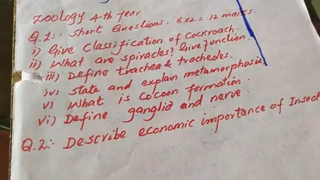 Zoology 4th year
Q.1:- Short Questions. 6x2= 12 marks.
i) Give Classification of Cockroach.
ii) What are spiracles? Give function.
iii) Define trachea & tracheoles.
iv) State and explain metamorphosis
v) What is Cocoon formation.
vi) Define ganglia and nerve.
Q.2: Describe economic importance of Insect